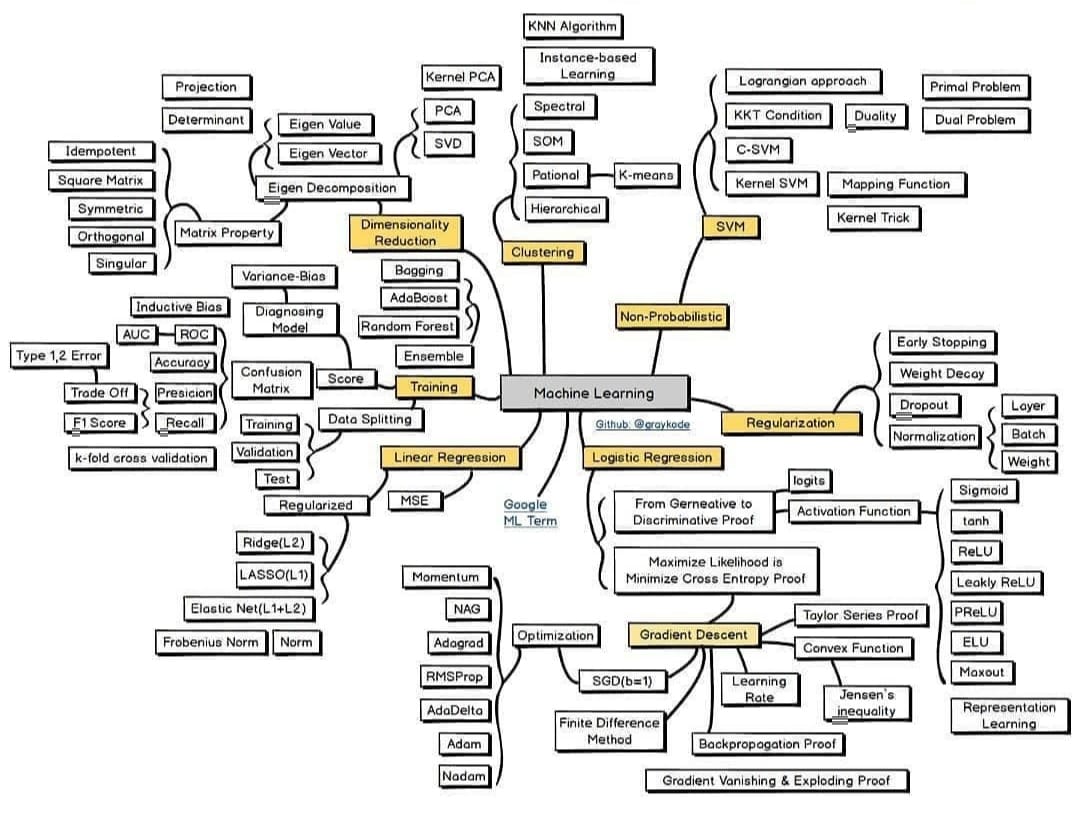 KNN Algorithm
Instance-based
Learning
Spectral
SOM
Pational
K-means
Hierarchical
Clustering
Kernel PCA
PCA
SVD
Projection
Determinant
Eigen Value
Eigen Vector
Eigen Decomposition
Idempotent
Square Matrix
Symmetric
Orthogonal
Singular
Matrix Property
Dimensionality
Reduction
Lagrangian approach
Primal Problem
KKT Condition
Duality
Dual Problem
C-SVM
Kernel SVM
Mapping Function
Kernel Trick
SVM
Non-Probabilistic
Variance-Bias
Bagging
AdaBoost
Random Forest
Ensemble
Inductive Bias
Diagnosing
Model
AUC
ROC
Type 1,2 Error
Accuracy
Confusion
Matrix
Score
Training
Trade Off
Presicion
F1 Score
Recall
Training
Data Splitting
k-fold cross validation
Validation
Test
Machine Learning
Github: @graykode
Early Stopping
Weight Decay
Dropout
Normalization
Layer
Batch
Weight
Regularization
Linear Regression
Logistic Regression
Regularized
MSE
Google
ML Term
Ridge(L2)
LASSO(L1)
Elastic Net(L1+L2)
Frobenius Norm
Norm
From Gerneative to
Discriminative Proof
logits
Activation Function
Sigmoid
tanh
ReLU
Leakly ReLU
PReLU
ELU
Maxout
Representation
Learning
Maximize Likelihood is
Minimize Cross Entropy Proof
Momentum
NAG
Adagrad
RMSProp
AdaDelta
Adam
Nadam
Optimization
Gradient Descent
Taylor Series Proof
Convex Function
SGD(b=1)
Learning
Rate
Jensen's
inequality
Finite Difference
Method
Backpropagation Proof
Gradient Vanishing & Exploding Proof